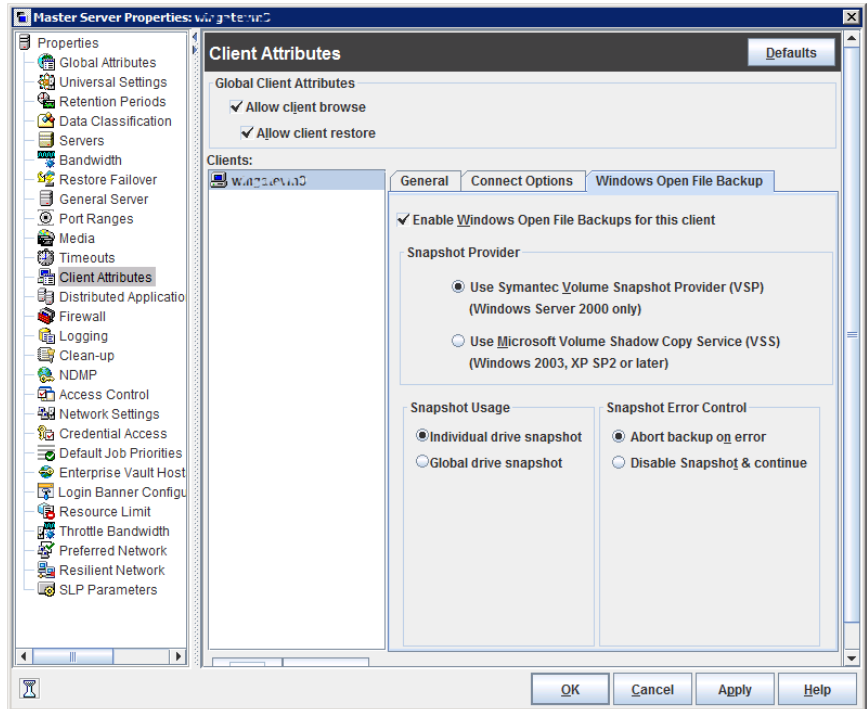 Master Server Properties:
Properties
Global Attributes
Universal Settings
Retention Periods
Data Classification
Servers
Bandwidth
Restore Failover
General Server
Port Ranges
Media
Timeouts
Client Attributes
Distributed Applicatio
Firewall
Logging
Clean-up
NDMP
Access Control
Network Settings
Credential Access
Default Job Priorities
Enterprise Vault Host
Login Banner Configu
Resource Limit
Throttle Bandwidth
Preferred Network
Resilient Network
SLP Parameters
Client Attributes
Defaults
Global Client Attributes
Allow client browse
Allow client restore
Clients:
General
Connect Options
Windows Open File Backup
Enable Windows Open File Backups for this client
Snapshot Provider
Use Symantec Volume Snapshot Provider (VSP)
(Windows Server 2000 only)
Use Microsoft Volume Shadow Copy Service (VSS)
(Windows 2003, XP SP2 or later)
Snapshot Usage
Individual drive snapshot
Global drive snapshot
Snapshot Error Control
Abort backup on error
Disable Snapshot & continue
OK
Cancel
Apply
Help